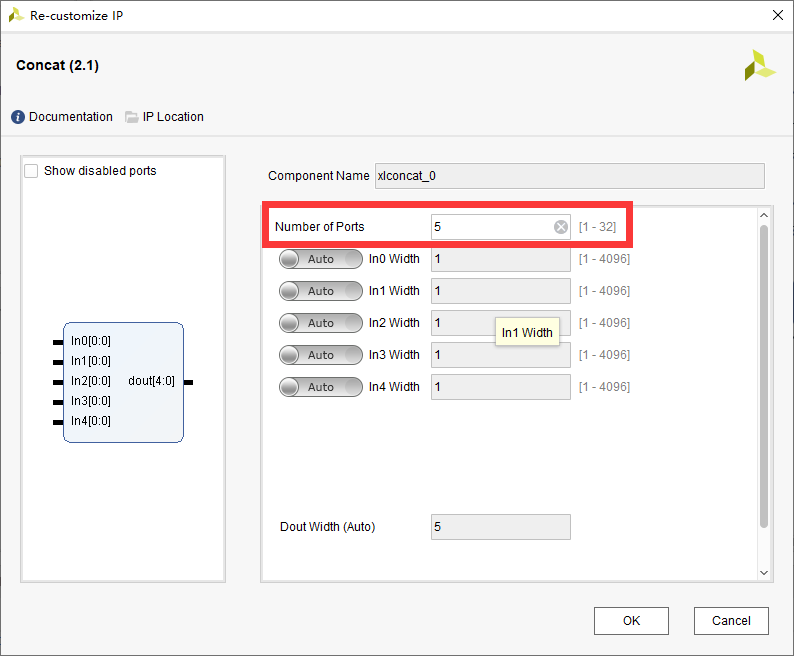 Re-customize IP
Concat (2.1)
Documentation IP Location
Show disabled ports
In0[0:0]
In1[0:0]
In2[0:0] dout[4:0]
In3[0:0]
In4[0:0]
Component Name xlconcat_0
Number of Ports 5 [1 - 32]
Auto In0 Width 1 [1 - 4096]
Auto In1 Width 1 [1 - 4096]
Auto In2 Width 1 [1 - 4096]
In1 Width
Auto In3 Width 1 [1 - 4096]
Auto In4 Width 1 [1 - 4096]
Dout Width (Auto) 5
OK Cancel